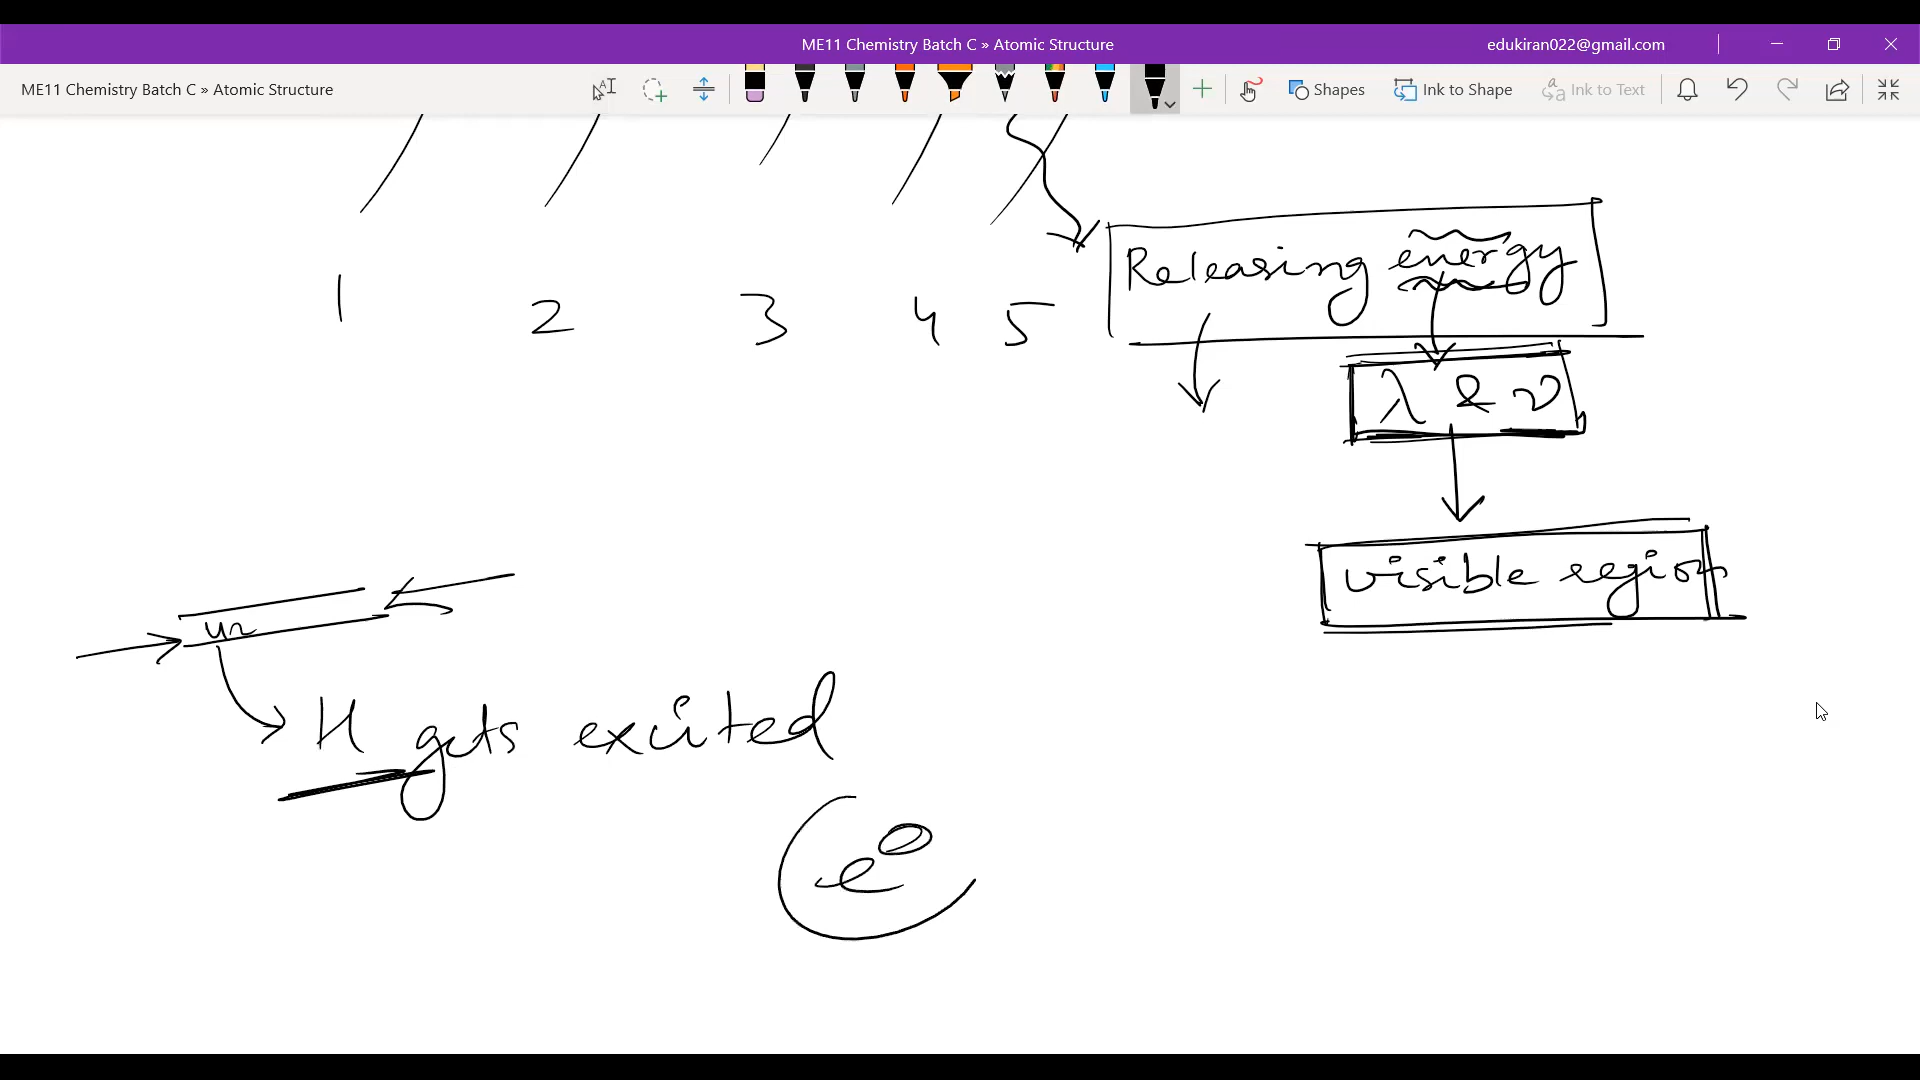 ME11 Chemistry Batch C » Atomic Structure
edukiran022@gmail.com
ME11 Chemistry Batch C » Atomic Structure
Shapes
Ink to Shape
Ink to Text
Releasing energy
1 2 3 4 5
λ & ν
visible region
H gets excited
e